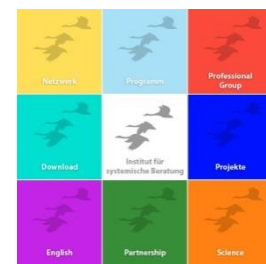 Netzwerk
Programm
Professional
Group
Download
Institut für
systemische Beratung
Projekte
English
Partnership
Science